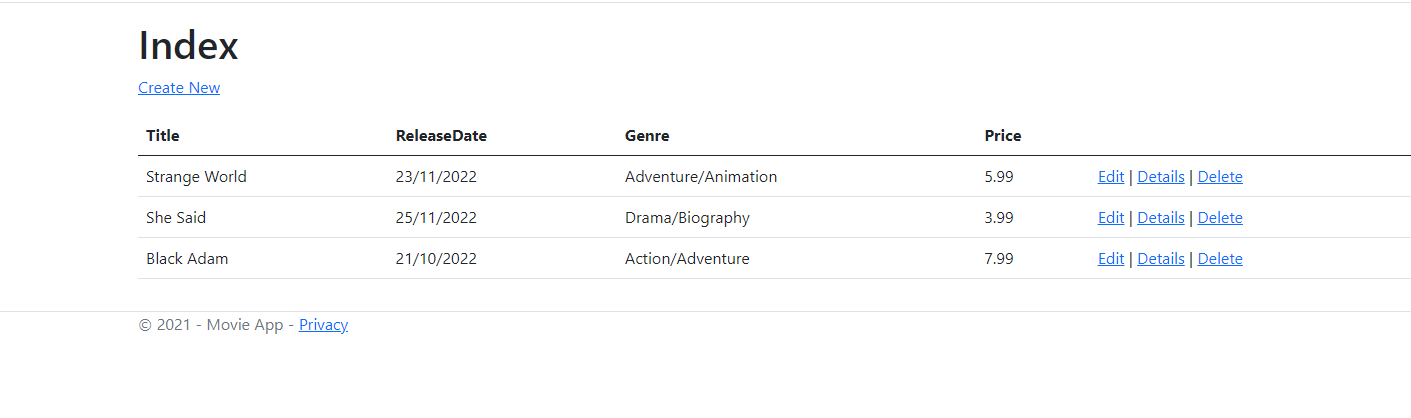 Index
Create New
Title ReleaseDate Genre Price
Strange World 23/11/2022 Adventure/Animation 5.99 Edit | Details | Delete
She Said 25/11/2022 Drama/Biography 3.99 Edit | Details | Delete
Black Adam 21/10/2022 Action/Adventure 7.99 Edit | Details | Delete
© 2021 - Movie App - Privacy